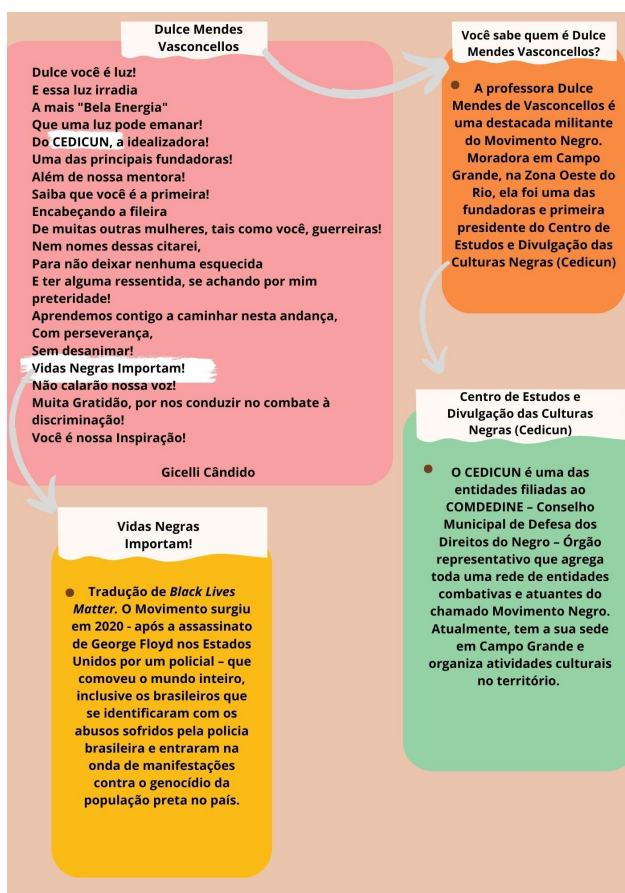 Dulce Mendes
Vasconcellos
Dulce você é luz!
E essa luz irradia
A mais "Bela Energia"
Que uma luz pode emanar!
Do CEDICUN, a idealizadora!
Uma das principais fundadoras!
Além de nossa mentora!
Saiba que você é a primeira!
Encabeçando a fileira
De muitas outras mulheres, tais como você, guerreiras!
Nem nomes dessas citarei,
Para não deixar nenhuma esquecida
E ter alguma ressentida, se achando por mim
preteridade!
Aprendemos contigo a caminhar nesta andança,
Com perseverança,
Sem desanimar!
Vidas Negras Importam!
Não calarão nossa voz!
Muita Gratidão, por nos conduzir no combate à
discriminação!
Você é nossa Inspiração!
Gicelli Cândido
Você sabe quem é Dulce
Mendes Vasconcellos?
A professora Dulce
Mendes de Vasconcellos é
uma destacada militante
do Movimento Negro.
Moradora em Campo
Grande, na Zona Oeste do
Rio, ela foi uma das
fundadoras e primeira
presidente do Centro de
Estudos e Divulgação das
Culturas Negras (Cedicun)
Centro de Estudos e
Divulgação das Culturas
Negras (Cedicun)
O CEDICUN é uma das
entidades filiadas ao
COMDEDINE – Conselho
Municipal de Defesa dos
Direitos do Negro – Órgão
representativo que agrega
toda uma rede de entidades
combativas e atuantes do
chamado Movimento Negro.
Atualmente, tem a sua sede
em Campo Grande e
organiza atividades culturais
no território.
Vidas Negras
Importam!
Tradução de Black Lives
Matter. O Movimento surgiu
em 2020 - após a assassinato
de George Floyd nos Estados
Unidos por um policial – que
comoveu o mundo inteiro,
inclusive os brasileiros que
se identificaram com os
abusos sofridos pela policia
brasileira e entraram na
onda de manifestações
contra o genocídio da
população preta no país.